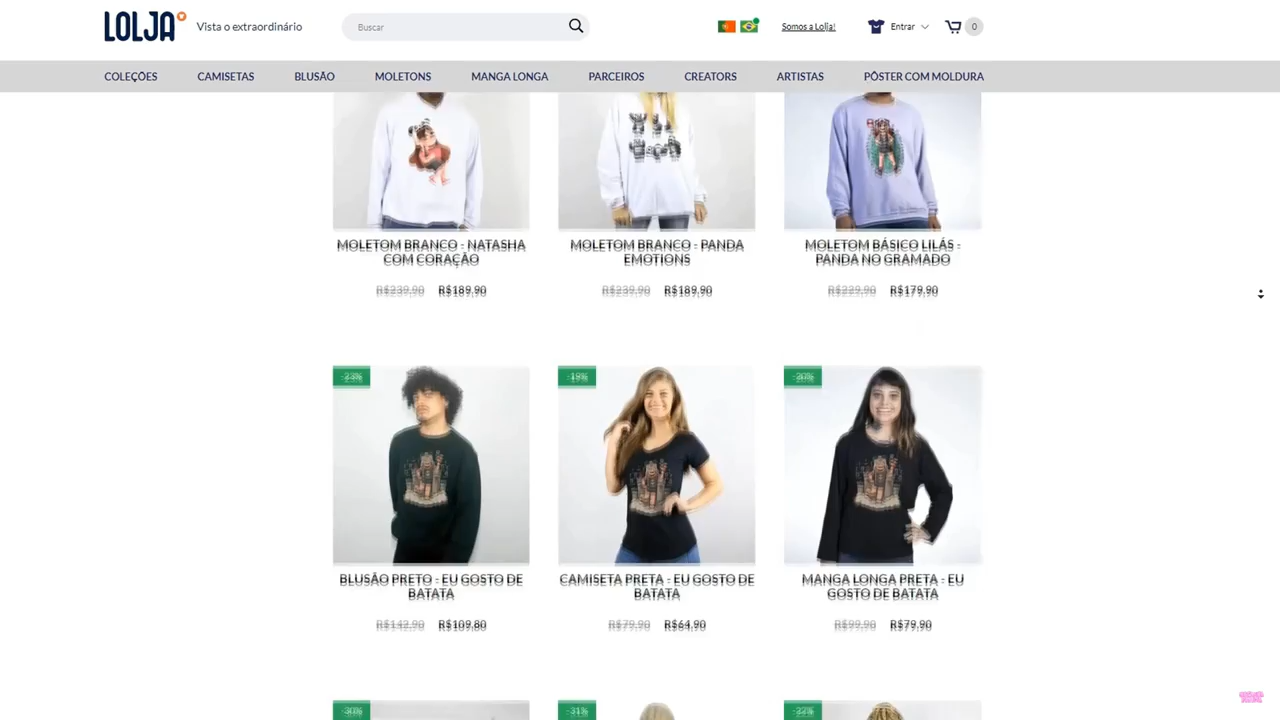 LOLJA
Vista o extraordinário
Buscar
Somos a Lolja!
Entrar
0
COLEÇÕES
CAMISETAS
BLUSÃO
MOLETONS
MANGA LONGA
PARCEIROS
CREATORS
ARTISTAS
PÔSTER COM MOLDURA
MOLETOM BRANCO - NATASHA
COM CORAÇÃO
R$239,90 R$189,90
MOLETOM BRANCO - PANDA
EMOTIONS
R$239,90 R$189,90
MOLETOM BÁSICO LILÁS -
PANDA NO GRAMADO
R$229,90 R$179,90
-23%
BLUSÃO PRETO - EU GOSTO DE
BATATA
R$142,90 R$109,80
-19%
CAMISETA PRETA - EU GOSTO DE
BATATA
R$79,90 R$64,90
-20%
MANGA LONGA PRETA - EU
GOSTO DE BATATA
R$99,90 R$79,90
-30%
-31%
-22%